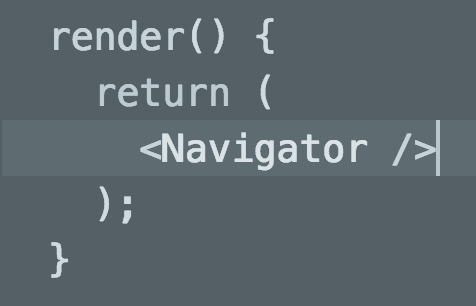 render() {
  return (
    <Navigator />
  );
}